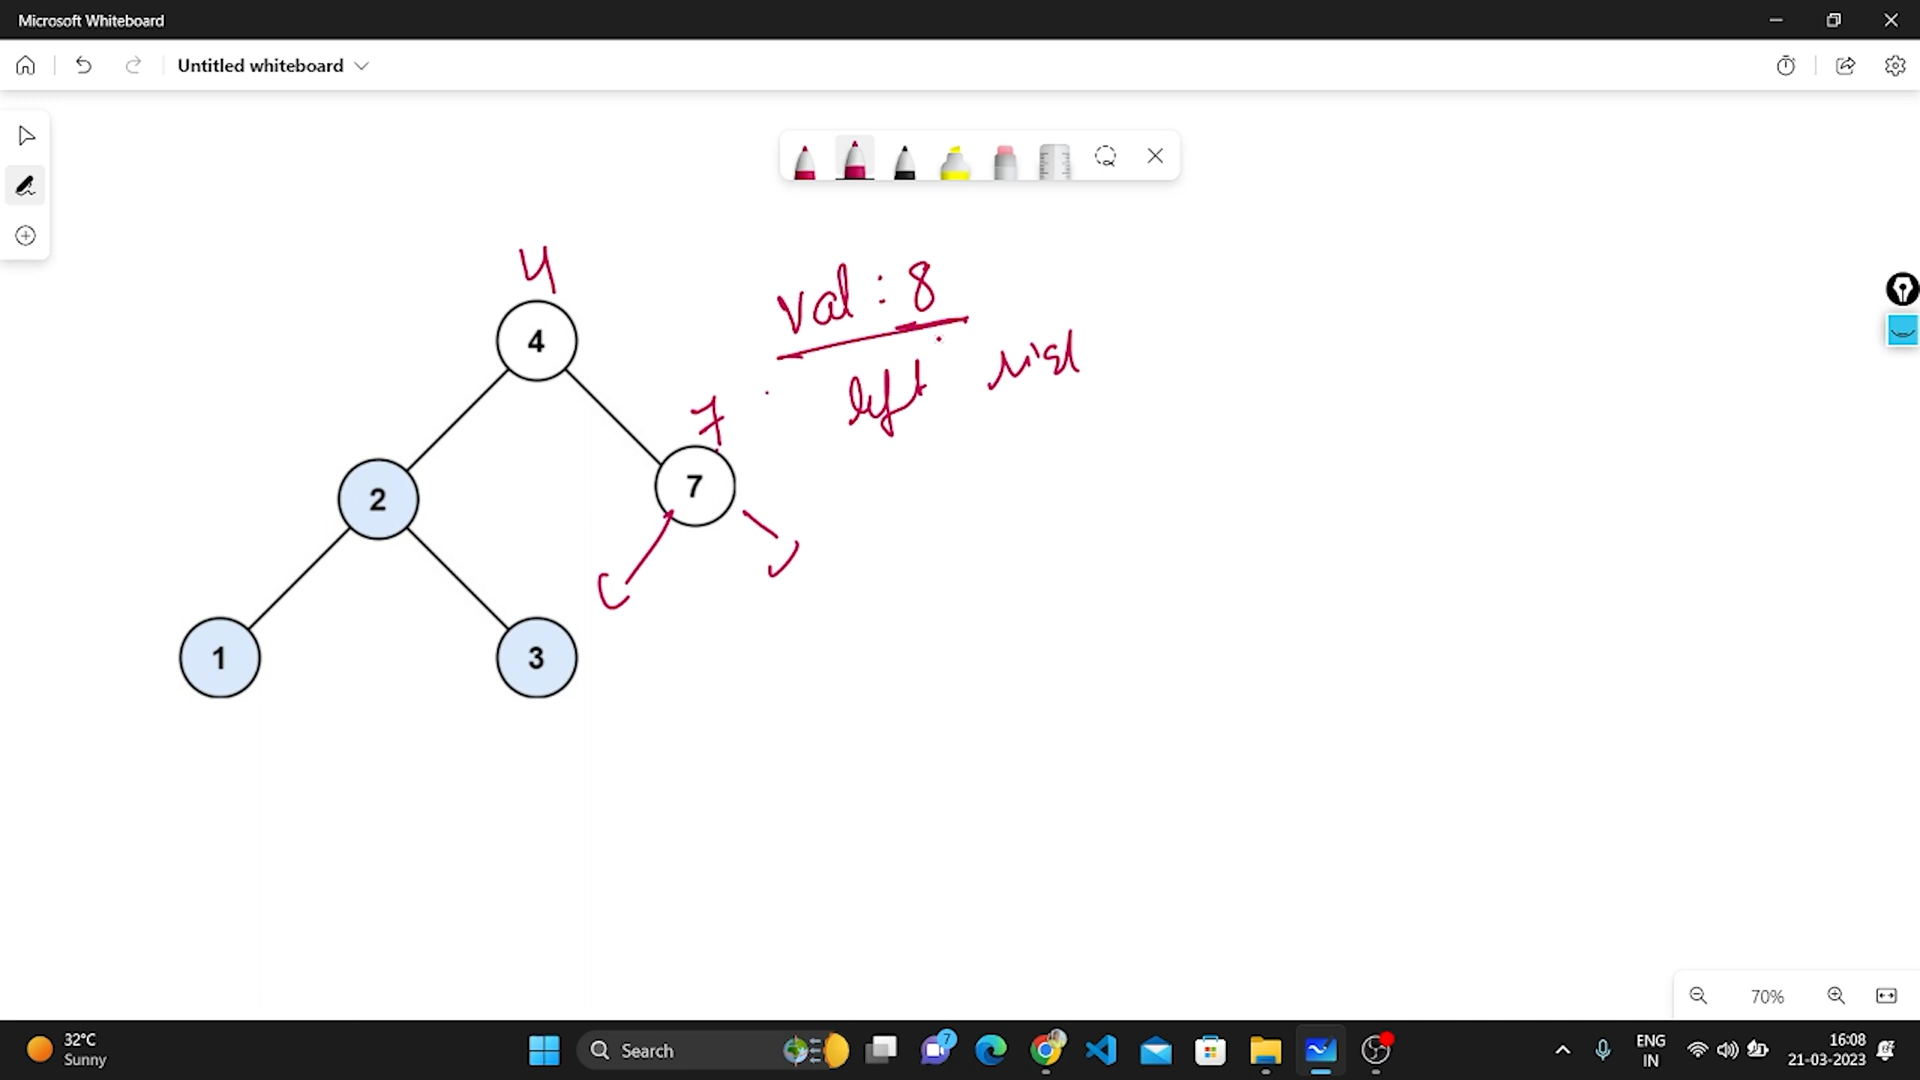 Microsoft Whiteboard
Untitled whiteboard
4
val : 8
4
left
7
7
2
1
3
70%
32°C
Sunny
Search
7
ENG
IN
16:08
21-03-2023